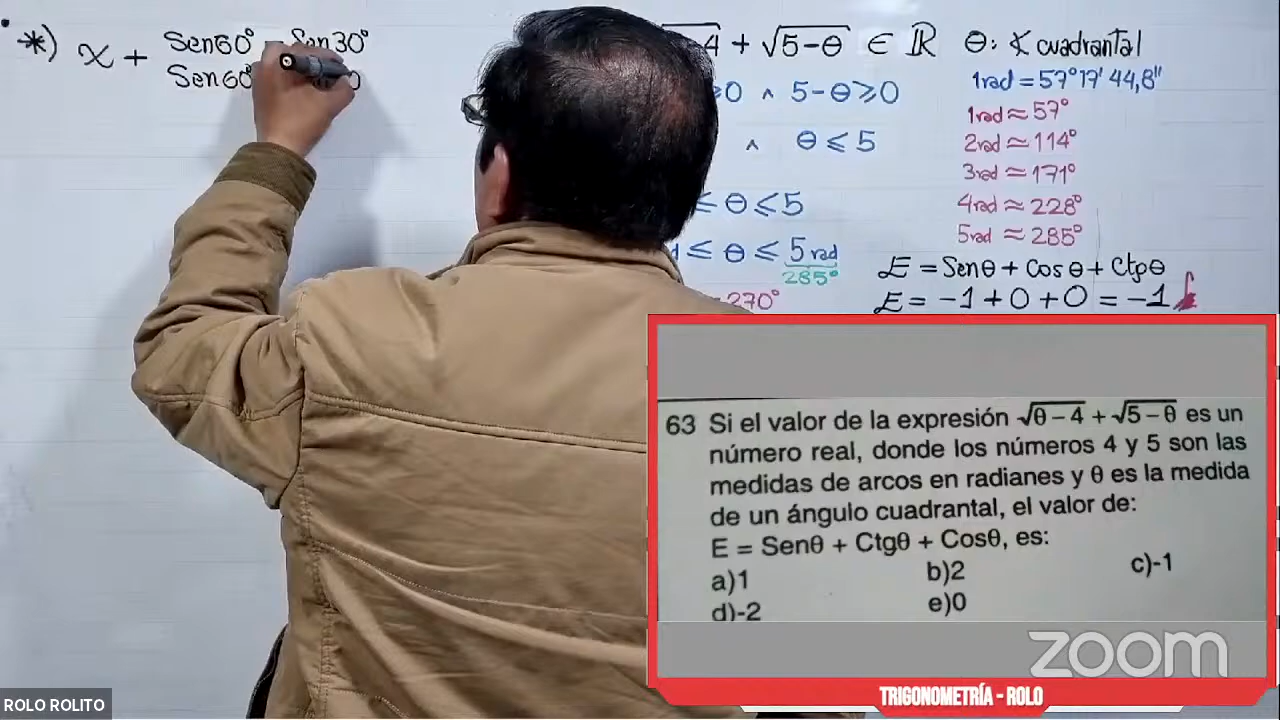 *) x + Sen60° - Sen30°
Sen60°
4 + √5-θ ∈ ℝ θ: ∢ cuadrantal
≥0 ∧ 5-θ≥0
∧ θ≤5
≤ θ ≤ 5
≤ θ ≤ 5 rad
285°
=270°
1rad = 57°17'44,8''
1rad ≈ 57°
2rad ≈ 114°
3rad ≈ 171°
4rad ≈ 228°
5rad ≈ 285°
E = Senθ + Cosθ + Ctgθ
E = -1 + 0 + 0 = -1
63 Si el valor de la expresión √θ-4 + √5-θ es un
número real, donde los números 4 y 5 son las
medidas de arcos en radianes y θ es la medida
de un ángulo cuadrantal, el valor de:
E = Senθ + Ctgθ + Cosθ, es:
a)1 b)2 c)-1
d)-2 e)0
zoom
TRIGONOMETRÍA - ROLO
ROLO ROLITO